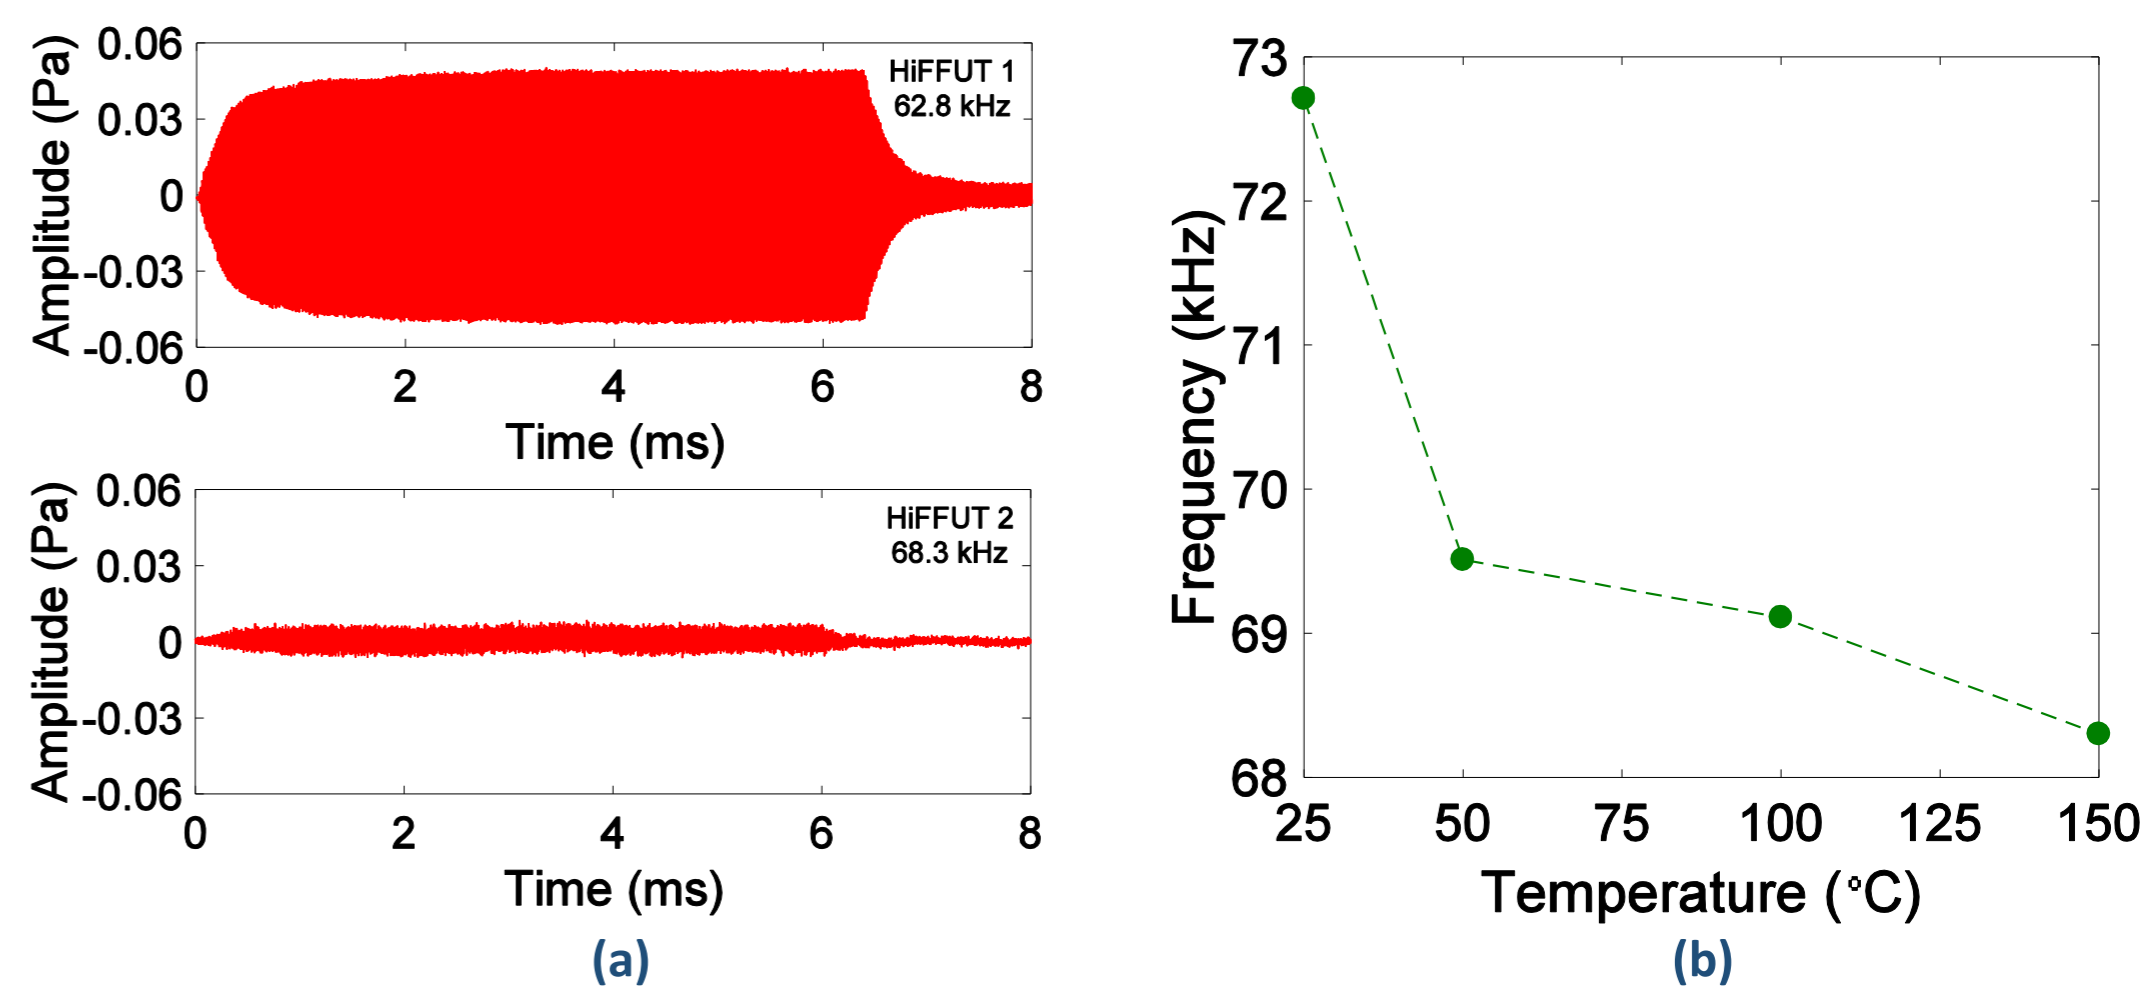 0.06
0.03
0
-0.03
-0.06
Amplitude (Pa)
HiFFUT 1
62.8 kHz
0 2 4 6 8
Time (ms)
0.06
0.03
0
-0.03
-0.06
Amplitude (Pa)
HiFFUT 2
68.3 kHz
0 2 4 6 8
Time (ms)
(a)
73
72
71
70
69
68
Frequency (kHz)
25 50 75 100 125 150
Temperature (°C)
(b)